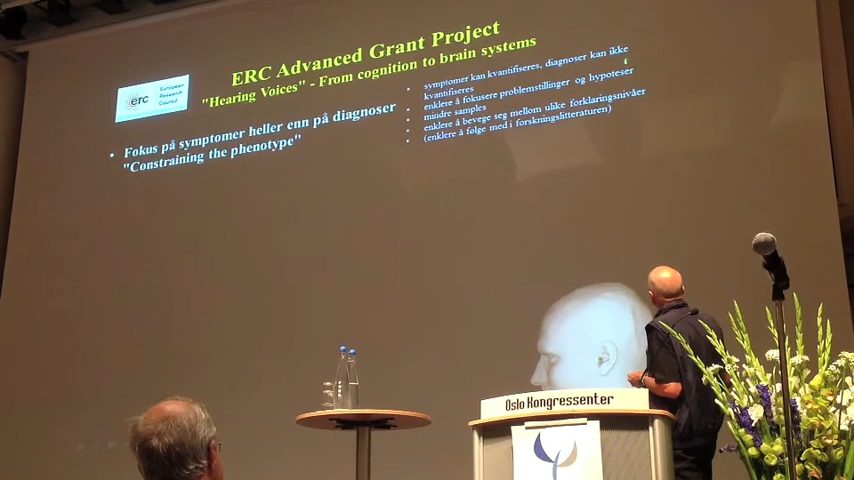 ERC Advanced Grant Project
"Hearing Voices" - From cognition to brain systems
erc
European
Research
Council
• Fokus på symptomer heller enn på diagnoser
"Constraining the phenotype"
• symptomer kan kvantifiseres, diagnoser kan ikke
kvantifiseres
• enklere å fokusere problemstillinger og hypoteser
• mindre samples
• enklere å bevege seg mellom ulike forklaringsnivåer
• (enklere å følge med i forskningslitteraturen)
Oslo Kongressenter